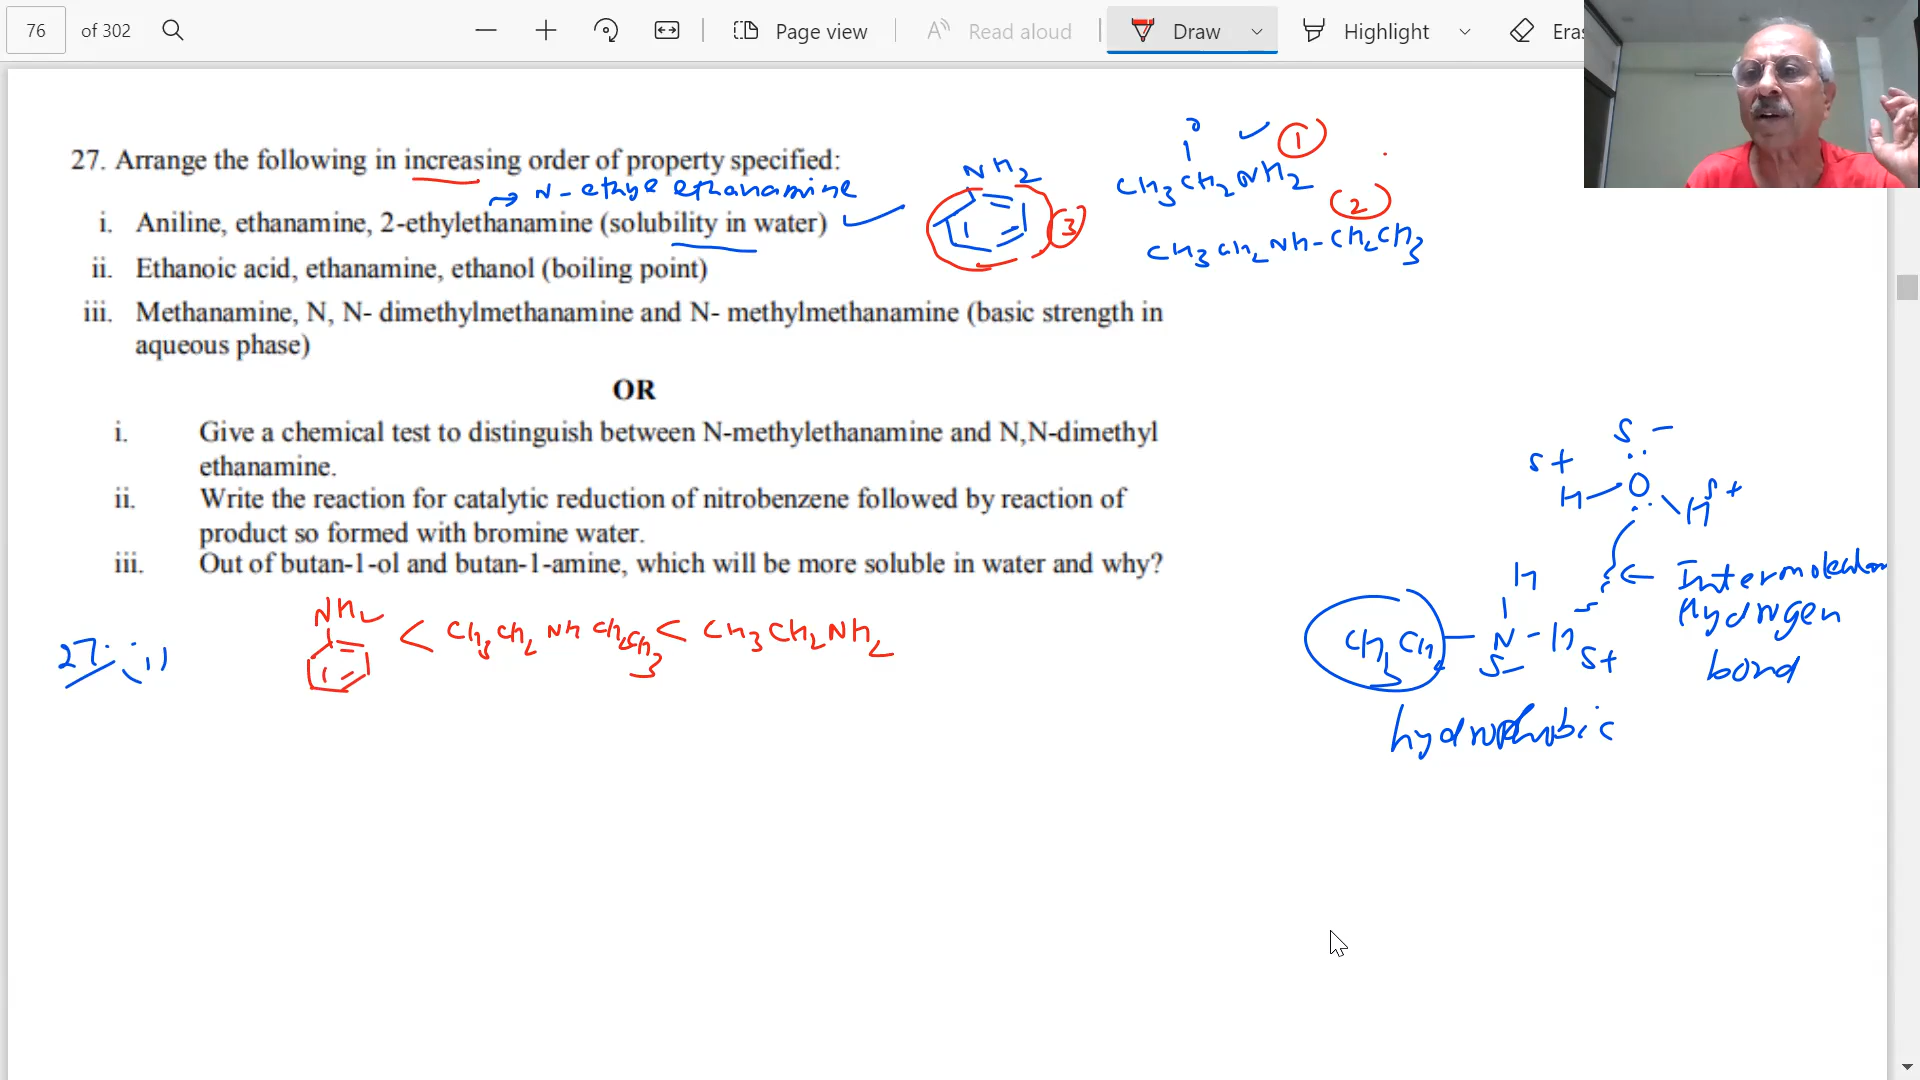 76 of 302 Page view Read aloud Draw Highlight Eras
27. Arrange the following in increasing order of property specified:
→ N-ethyl ethanamine
i. Aniline, ethanamine, 2-ethylethanamine (solubility in water)
ii. Ethanoic acid, ethanamine, ethanol (boiling point)
iii. Methanamine, N, N- dimethylmethanamine and N- methylmethanamine (basic strength in
aqueous phase)
NH2 3
CH3CH2NH2 1
2
CH3CH2NH-CH2CH3
OR
i. Give a chemical test to distinguish between N-methylethanamine and N,N-dimethyl
ethanamine.
ii. Write the reaction for catalytic reduction of nitrobenzene followed by reaction of
product so formed with bromine water.
iii. Out of butan-1-ol and butan-1-amine, which will be more soluble in water and why?
27. i)
NH2 < CH3CH2NHCH2CH3 < CH3CH2NH2
δ-
δ+
H-O H δ+
← Intermolecular
Hydrogen
bond
H
CH3CH2-N-H
δ- δ+
hydrophobic